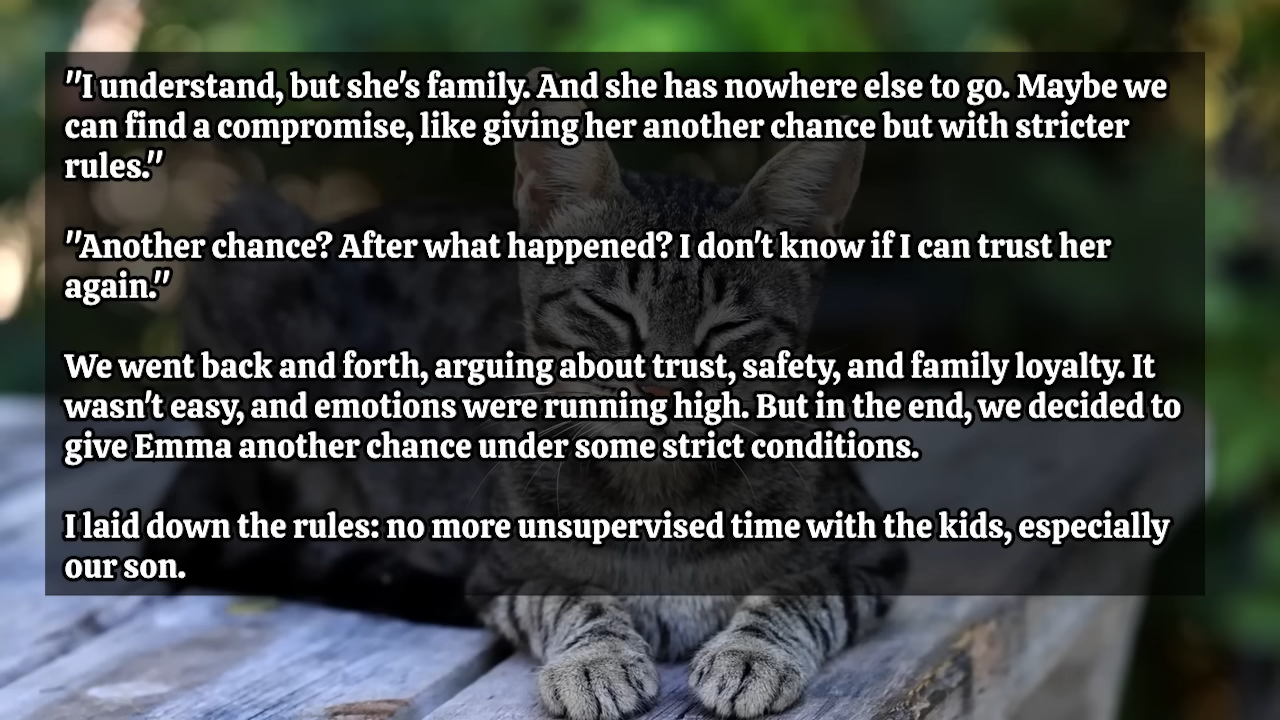 "I understand, but she's family. And she has nowhere else to go. Maybe we
can find a compromise, like giving her another chance but with stricter
rules."
"Another chance? After what happened? I don't know if I can trust her
again."
We went back and forth, arguing about trust, safety, and family loyalty. It
wasn't easy, and emotions were running high. But in the end, we decided to
give Emma another chance under some strict conditions.
I laid down the rules: no more unsupervised time with the kids, especially
our son.